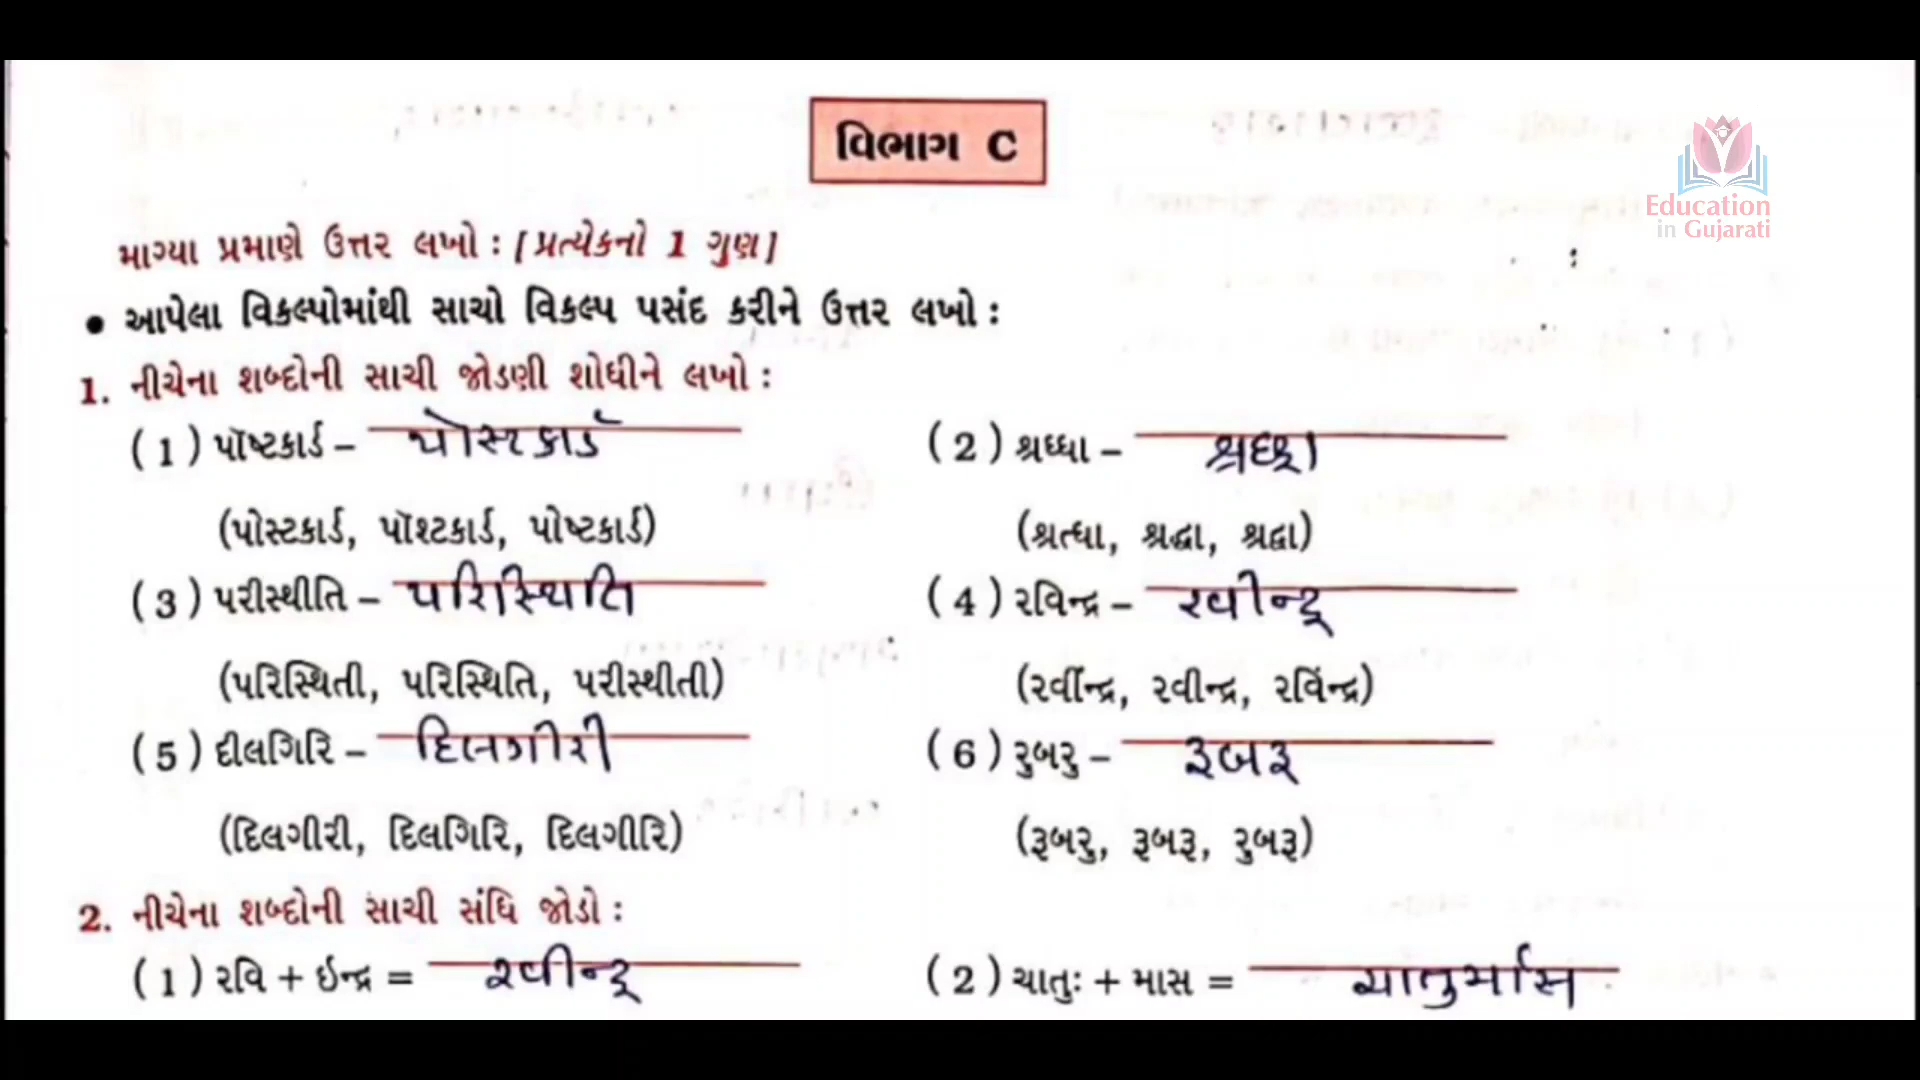 વિભાગ C
Education
in Gujarati
માગ્યા પ્રમાણે ઉત્તર લખો : [પ્રત્યેકનો 1 ગુણ]
● આપેલા વિકલ્પોમાંથી સાચો વિકલ્પ પસંદ કરીને ઉત્તર લખો :
1. નીચેના શબ્દોની સાચી જોડણી શોધીને લખો :
(1) પૉષ્ટકાર્ડ – પોસ્ટકાર્ડ (2) શ્રધ્ધા – શ્રદ્ધા
(પોસ્ટકાર્ડ, પૉશ્ટકાર્ડ, પોષ્ટકાર્ડ) (શ્રત્ધા, શ્રદ્ધા, શ્રદ્વા)
(3) પરીસ્થીતિ – પરિસ્થિતિ (4) રવિન્દ્ર – રવીન્દ્ર
(પરિસ્થિતી, પરિસ્થિતિ, પરીસ્થીતી) (રવીંન્દ્ર, રવીન્દ્ર, રવિંન્દ્ર)
(5) દીલગિરિ – દિલગીરી (6) રુબરુ – રૂબરૂ
(દિલગીરી, દિલગિરિ, દિલગીરિ) (રૂબરુ, રૂબરૂ, રુબરૂ)
2. નીચેના શબ્દોની સાચી સંધિ જોડો :
(1) રવિ + ઇન્દ્ર = રવીન્દ્ર (2) ચાતુઃ + માસ = ચાતુર્માસ